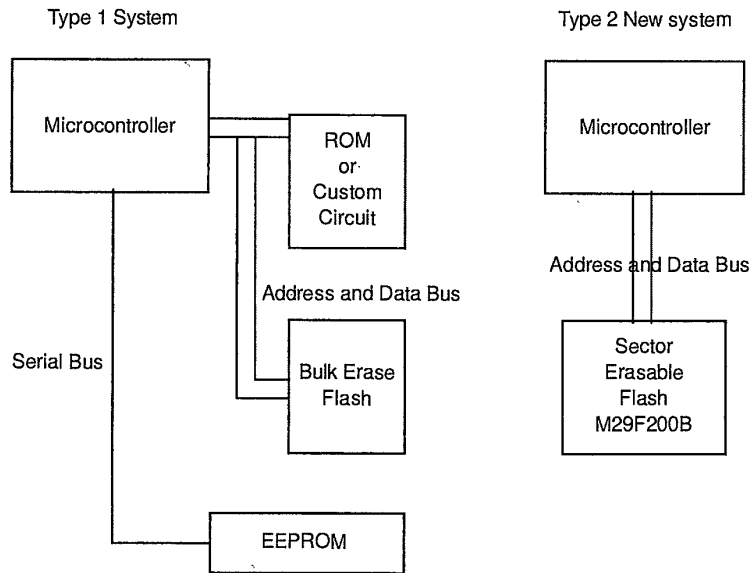 Type 1 System
Type 2 New system
Microcontroller
ROM
or
Custom
Circuit
Address and Data Bus
Serial Bus
Bulk Erase
Flash
EEPROM
Microcontroller
Address and Data Bus
Sector
Erasable
Flash
M29F200B